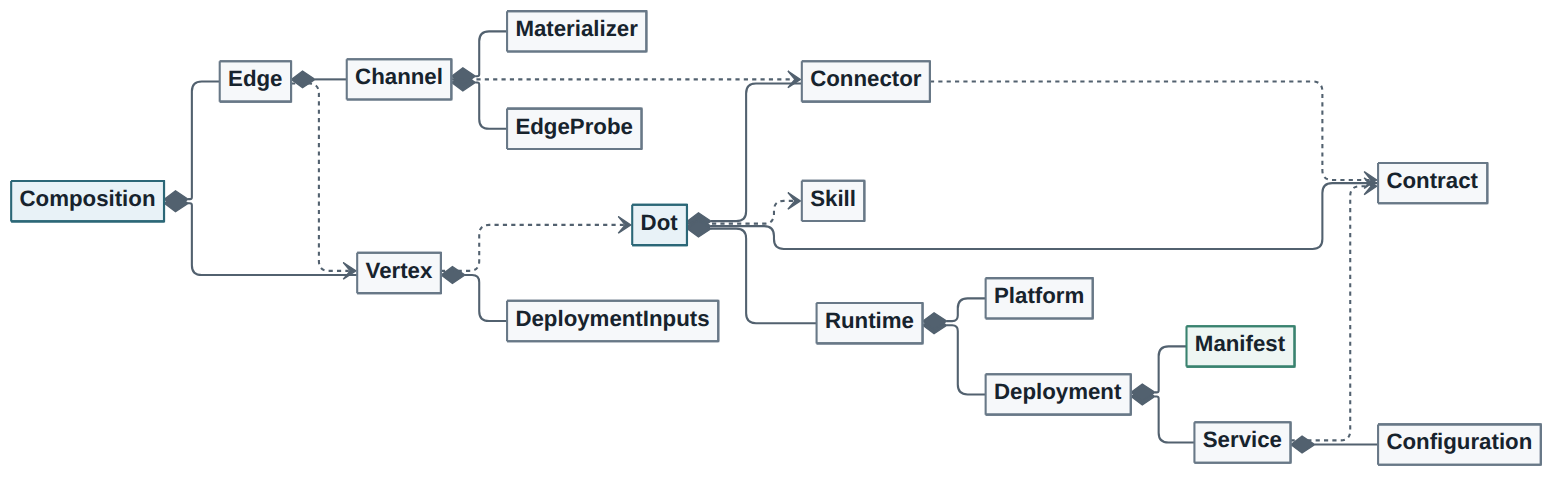 Materializer
Edge
Channel
Connector
EdgeProbe
Contract
Composition
Skill
Dot
Vertex
Platform
DeploymentInputs
Runtime
Manifest
Deployment
Service
Configuration